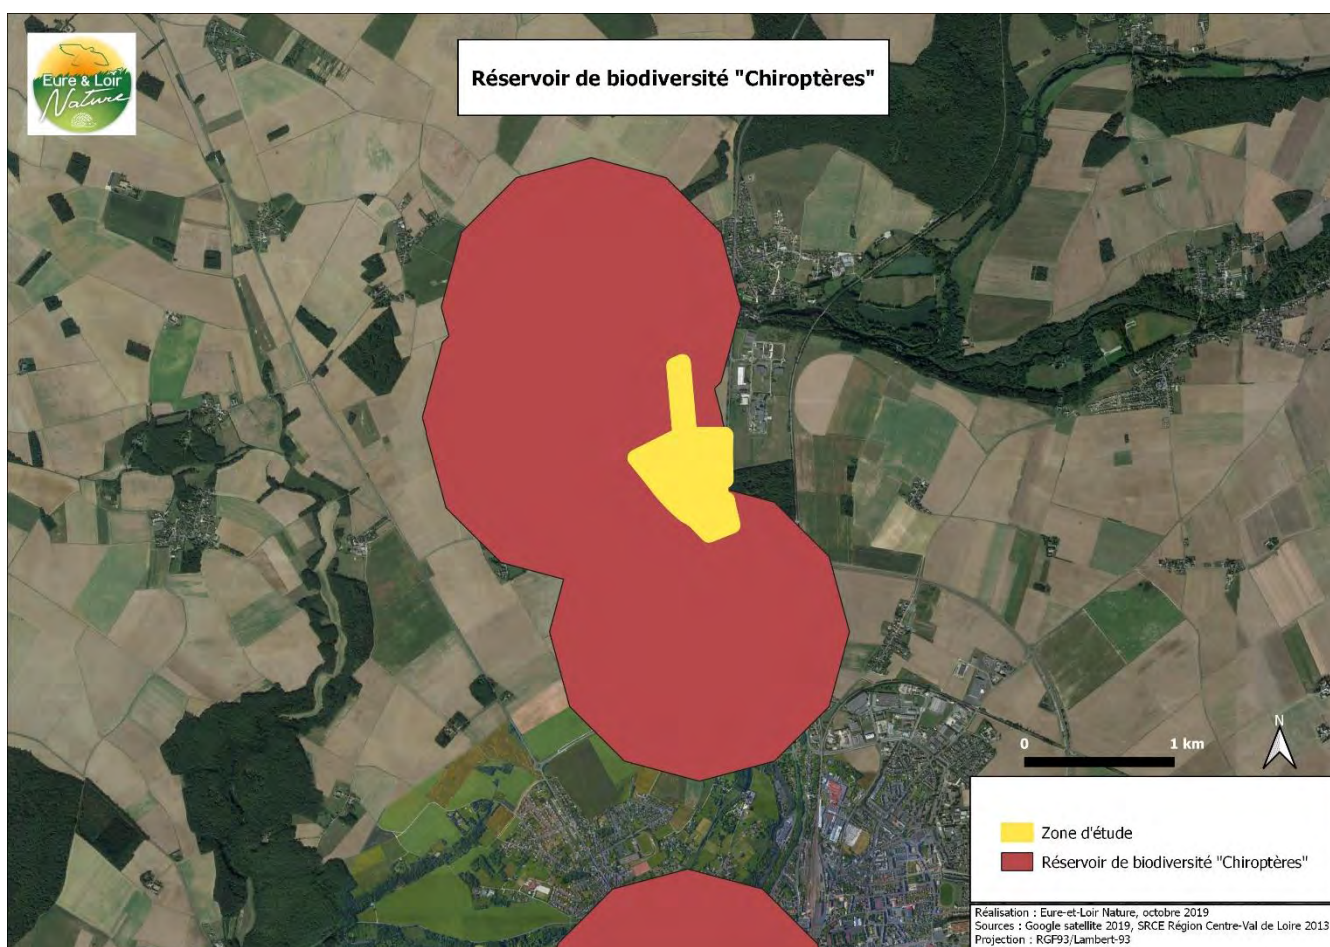 Eure & Loir
Nature
Réservoir de biodiversité "Chiroptères"
N
0 1 km
Zone d'étude
Réservoir de biodiversité "Chiroptères"
Réalisation : Eure-et-Loir Nature, octobre 2019
Sources : Google satellite 2019, SRCE Région Centre-Val de Loire 2013
Projection : RGF93/Lambert-93